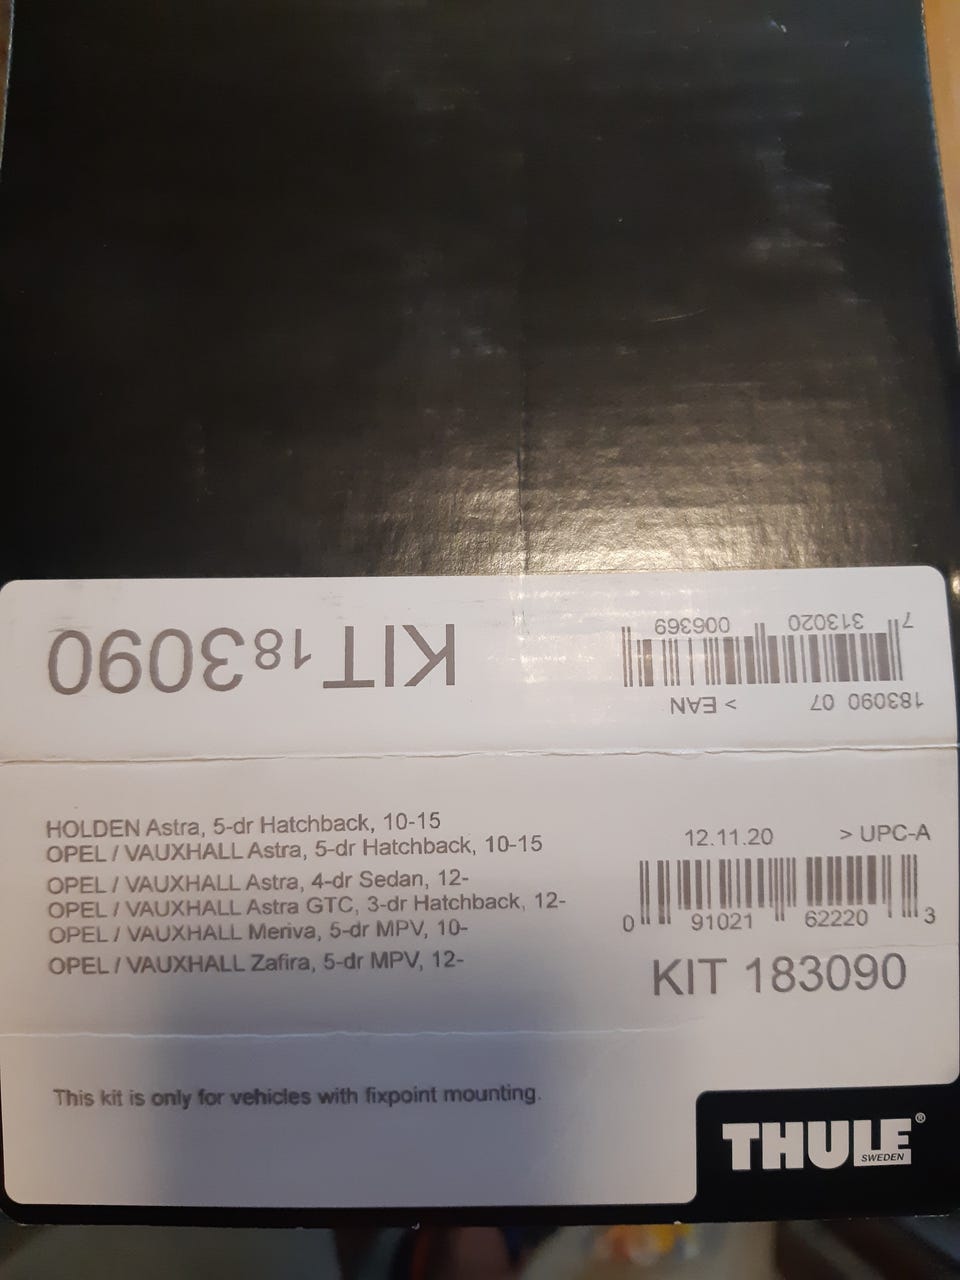 KIT 183090
183090 07 > EAN
7 313020 006369
HOLDEN Astra, 5-dr Hatchback, 10-15
OPEL / VAUXHALL Astra, 5-dr Hatchback, 10-15
OPEL / VAUXHALL Astra, 4-dr Sedan, 12-
OPEL / VAUXHALL Astra GTC, 3-dr Hatchback, 12-
OPEL / VAUXHALL Meriva, 5-dr MPV, 10-
OPEL / VAUXHALL Zafira, 5-dr MPV, 12-
12.11.20 > UPC-A
0 91021 62220 3
KIT 183090
This kit is only for vehicles with fixpoint mounting.
THULE®
SWEDEN